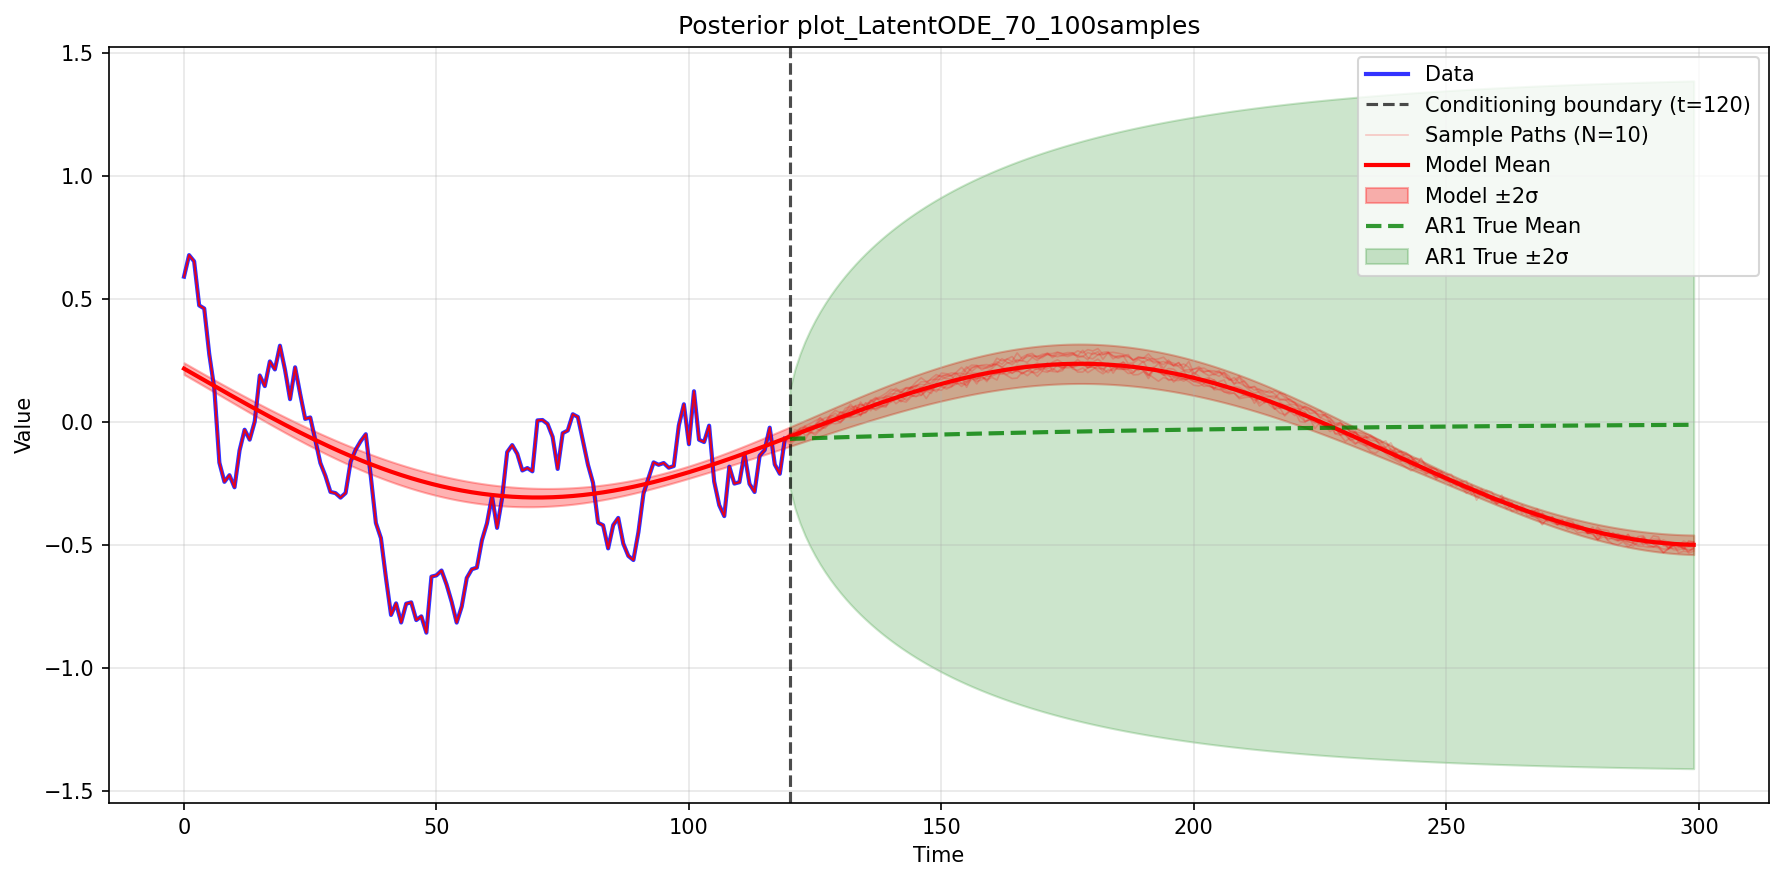 Posterior plot_LatentODE_70_100samples
1.5
1.0
0.5
0.0
−0.5
−1.0
−1.5
Value
Data
Conditioning boundary (t=120)
Sample Paths (N=10)
Model Mean
Model ±2σ
AR1 True Mean
AR1 True ±2σ
0
50
100
150
200
250
300
Time